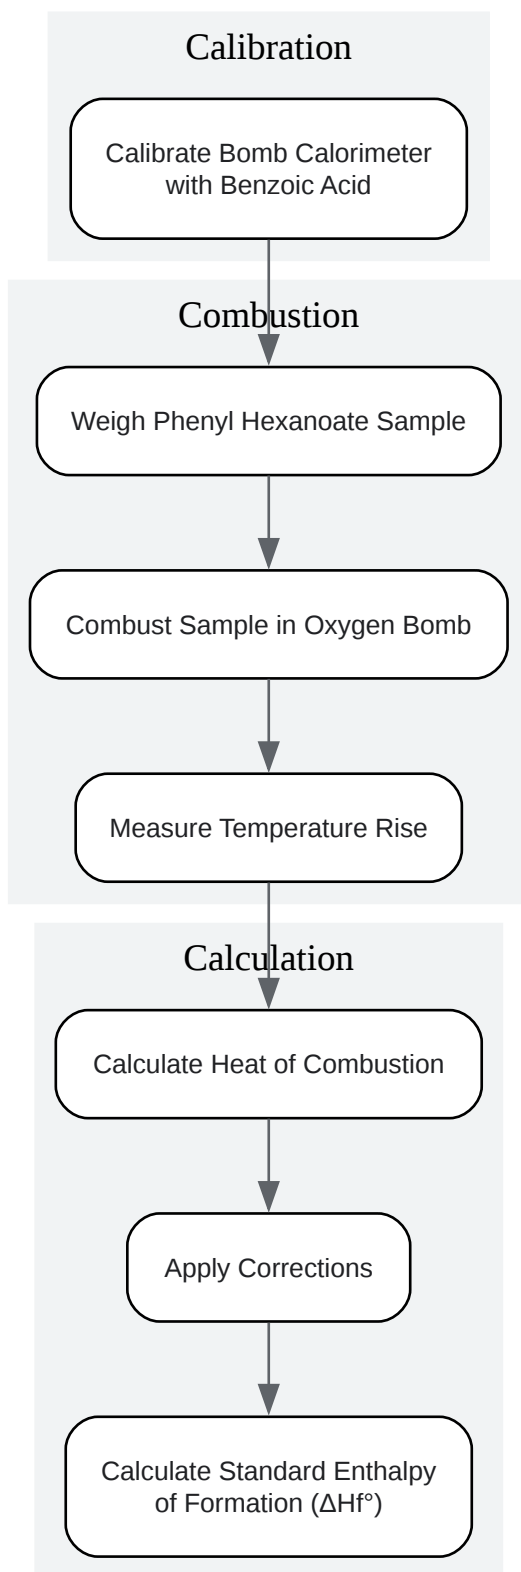 Calibration
Calibrate Bomb Calorimeter
with Benzoic Acid
Combustion
Weigh Phenyl Hexanoate Sample
Combust Sample in Oxygen Bomb
Measure Temperature Rise
Calculation
Calculate Heat of Combustion
Apply Corrections
Calculate Standard Enthalpy
of Formation (ΔHf°)